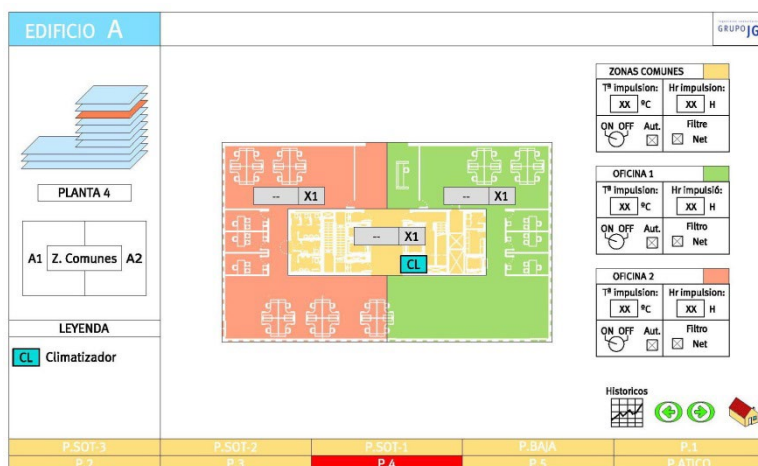 EDIFICIO A
GRUPO JG
PLANTA 4
A1 Z. Comunes A2
LEYENDA
CL Climatizador
-- X1
-- X1
-- X1
CL
ZONAS COMUNES
Tª impulsion: Hr impulsion:
XX ºC XX H
ON OFF Aut. Filtre
Net
OFICINA 1
Tª impulsion: Hr impulsió:
XX ºC XX H
ON OFF Aut. Filtro
Net
OFICINA 2
Tª impulsion: Hr impulsion:
XX ºC XX H
ON OFF Aut. Filtro
Net
Historicos
P.SOT-3 P.SOT-2 P.SOT-1 P.BAJA P.1
P.2 P.3 P.4 P.5 P.ATICO